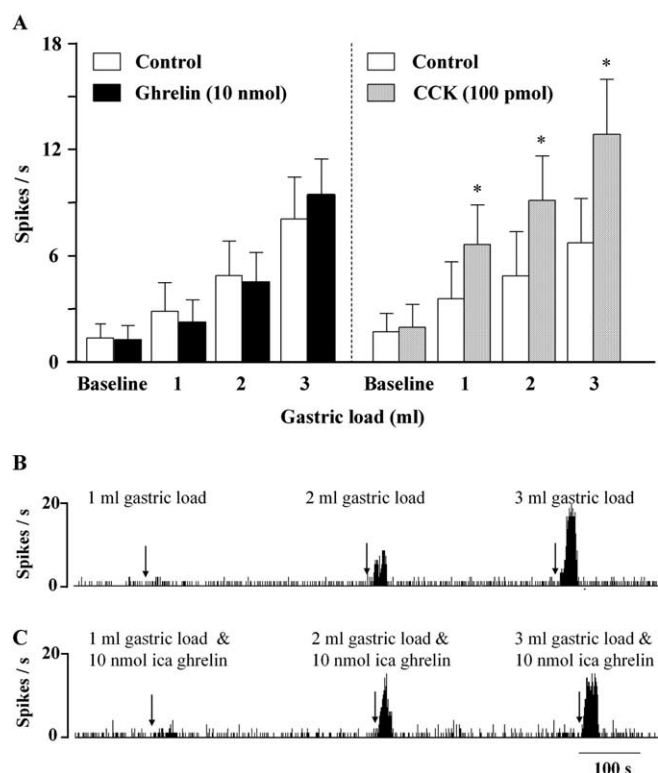 A
18
12
6
0
Spikes / s
Control
Ghrelin (10 nmol)
Control
CCK (100 pmol)
*
*
*
Baseline 1 2 3 Baseline 1 2 3
Gastric load (ml)
B
1 ml gastric load 2 ml gastric load 3 ml gastric load
20
0
Spikes / s
C
1 ml gastric load & 2 ml gastric load & 3 ml gastric load &
10 nmol ica ghrelin 10 nmol ica ghrelin 10 nmol ica ghrelin
20
0
Spikes / s
100 s